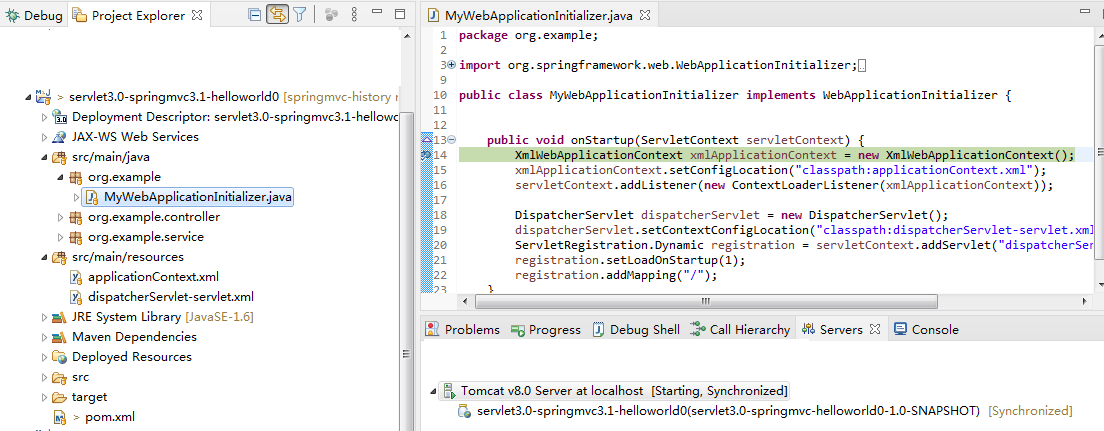 Debug
Project Explorer
> servlet3.0-springmvc3.1-helloworld0 [springmvc-history
Deployment Descriptor: servlet3.0-springmvc3.1-hellowo
JAX-WS Web Services
src/main/java
org.example
MyWebApplicationInitializer.java
org.example.controller
org.example.service
src/main/resources
applicationContext.xml
dispatcherServlet-servlet.xml
JRE System Library [JavaSE-1.6]
Maven Dependencies
Deployed Resources
src
target
> pom.xml
MyWebApplicationInitializer.java
1 package org.example;
2
3 import org.springframework.web.WebApplicationInitializer;
9
10 public class MyWebApplicationInitializer implements WebApplicationInitializer {
11
12
13 public void onStartup(ServletContext servletContext) {
14 XmlWebApplicationContext xmlApplicationContext = new XmlWebApplicationContext();
15 xmlApplicationContext.setConfigLocation("classpath:applicationContext.xml");
16 servletContext.addListener(new ContextLoaderListener(xmlApplicationContext));
17
18 DispatcherServlet dispatcherServlet = new DispatcherServlet();
19 dispatcherServlet.setContextConfigLocation("classpath:dispatcherServlet-servlet.xml
20 ServletRegistration.Dynamic registration = servletContext.addServlet("dispatcherSer
21 registration.setLoadOnStartup(1);
22 registration.addMapping("/");
23 }
Problems
Progress
Debug Shell
Call Hierarchy
Servers
Console
Tomcat v8.0 Server at localhost [Starting, Synchronized]
servlet3.0-springmvc3.1-helloworld0(servlet3.0-springmvc-helloworld0-1.0-SNAPSHOT) [Synchronized]